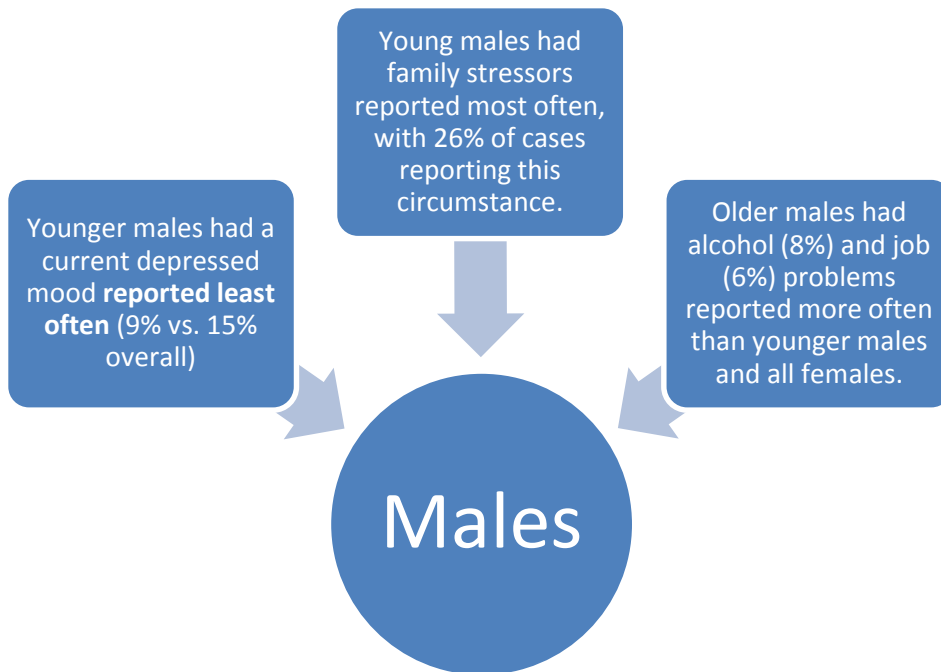 Young males had
family stressors
reported most often,
with 26% of cases
reporting this
circumstance.
Younger males had a
current depressed
mood reported least
often (9% vs. 15%
overall)
Older males had
alcohol (8%) and job
(6%) problems
reported more often
than younger males
and all females.
Males